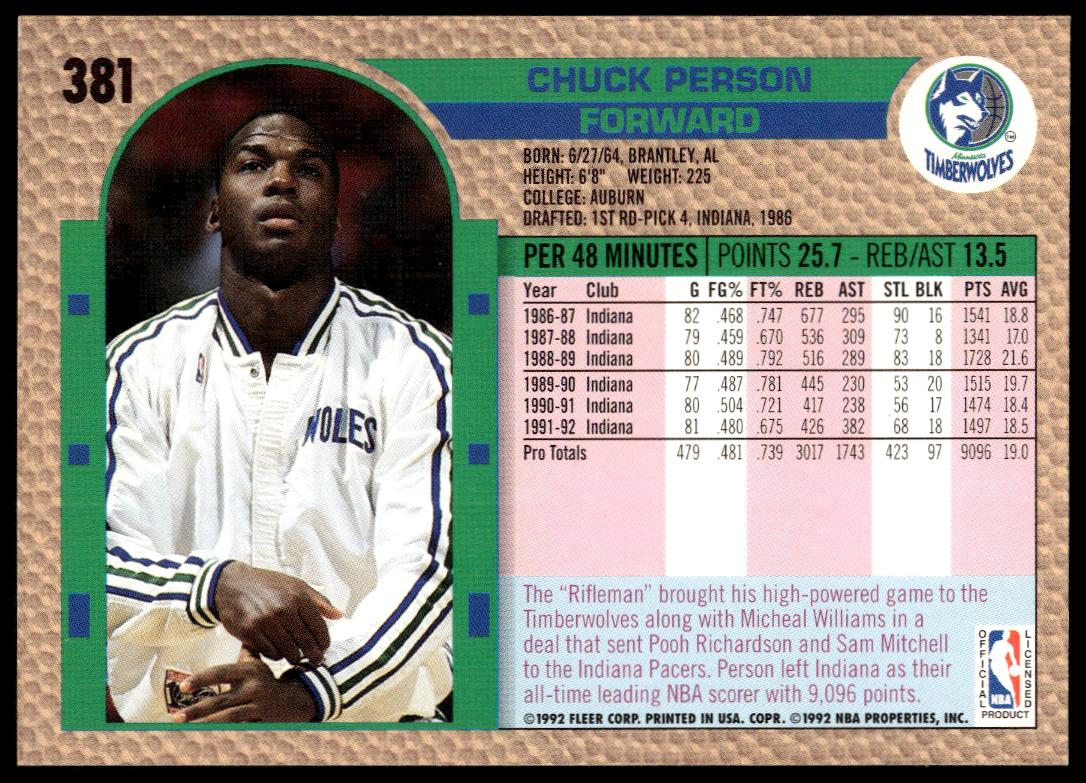 381
CHUCK PERSON
FORWARD
Minnesota
TIMBERWOLVES
TM
BORN: 6/27/64, BRANTLEY, AL
HEIGHT: 6'8" WEIGHT: 225
COLLEGE: AUBURN
DRAFTED: 1ST RD-PICK 4, INDIANA, 1986
PER 48 MINUTES POINTS 25.7 - REB/AST 13.5
Year Club G FG% FT% REB AST STL BLK PTS AVG
1986-87 Indiana 82 .468 .747 677 295 90 16 1541 18.8
1987-88 Indiana 79 .459 .670 536 309 73 8 1341 17.0
1988-89 Indiana 80 .489 .792 516 289 83 18 1728 21.6
1989-90 Indiana 77 .487 .781 445 230 53 20 1515 19.7
1990-91 Indiana 80 .504 .721 417 238 56 17 1474 18.4
1991-92 Indiana 81 .480 .675 426 382 68 18 1497 18.5
Pro Totals 479 .481 .739 3017 1743 423 97 9096 19.0
WOLVES
The “Rifleman” brought his high-powered game to the
Timberwolves along with Micheal Williams in a
deal that sent Pooh Richardson and Sam Mitchell
to the Indiana Pacers. Person left Indiana as their
all-time leading NBA scorer with 9,096 points.
OFFICIAL
LICENSED
NBA
PRODUCT
©1992 FLEER CORP. PRINTED IN USA. COPR. ©1992 NBA PROPERTIES, INC.